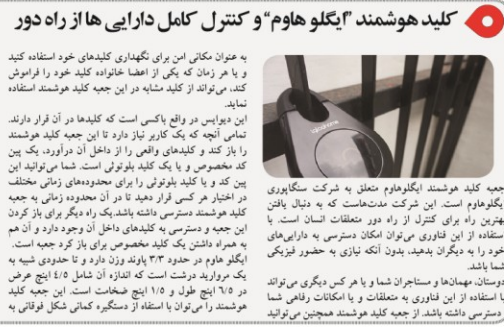 کلید هوشمند "ایگلو هاوم" و کنترل کامل دارایی ها از راه دور
جعبه کلید هوشمند ایگلوهاوم متعلق به شرکت سنگاپوری
یگلوهاوم است. این شرکت مدت‌هاست که به دنبال یافتن
بهترین راه برای کنترل از راه دور متعلقات انسان است. با
ستفاده از این فناوری می‌توان امکان دسترسی به دارایی‌های
خود را به دیگران بدهید، بدون آنکه نیازی به حضور فیزیکی
شما باشد.
دوستان، مهمان‌ها و مستاجران شما و یا هر کس دیگری می‌تواند
با استفاده از این فناوری به متعلقات و یا امکانات رفاهی شما
دسترسی داشته باشد. از جعبه کلید هوشمند همچنین می‌توانید
به عنوان مکانی امن برای نگهداری کلیدهای خود استفاده کنید
و یا هر زمان که یکی از اعضا خانواده کلید خود را فراموش
کند، می‌تواند از کلید مشابه در این جعبه کلید هوشمند استفاده
نماید.
این دیوایس در واقع باکسی است که کلیدها در آن قرار دارند.
تمامی آنچه که یک کاربر نیاز دارد تا این جعبه کلید هوشمند
را باز کند و کلیدهای واقعی را از داخل آن درآورد، یک پین
کد مخصوص و یا یک کلید بلوتوثی است. شما می‌توانید این
پین کد و یا کلید بلوتوثی را برای محدوده‌های زمانی مختلف
در اختیار هر کسی قرار دهید تا در آن محدوده زمانی به جعبه
کلید هوشمند دسترسی داشته باشد.یک راه دیگر برای باز کردن
این جعبه و دسترسی به کلیدهای داخل آن وجود دارد و آن هم
به همراه داشتن یک کلید مخصوص برای باز کرد جعبه است.
ایگلو هاوم در حدود ۳/۳ پاوند وزن دارد و تا حدودی شبیه به
یک مروارید درشت است که اندازه آن شامل ۴/۵ اینچ عرض
در ۶/۵ اینچ طول و ۱/۵ اینچ ضخامت است. این جعبه کلید
هوشمند را می‌توان با استفاه از دستگیره کمانی شکل فوقانی به